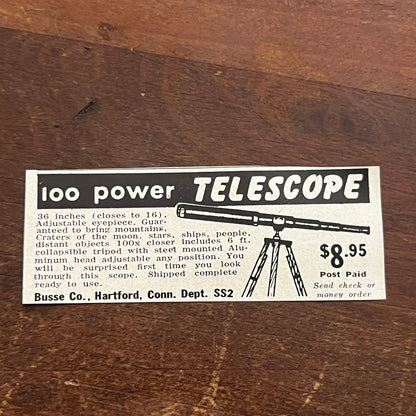 100 power TELESCOPE
36 inches (closes to 16).
Adjustable eyepiece. Guar-
anteed to bring mountains,
Craters of the moon, stars, ships, people,
distant objects 100x closer includes 6 ft.
collapsible tripod with steel mounted Alu-
minum head adjustable any position. You
will be surprised first time you look
through this scope. Shipped complete
ready to use.
Busse Co., Hartford, Conn. Dept. SS2
$8.95
Post Paid
Send check or
money order